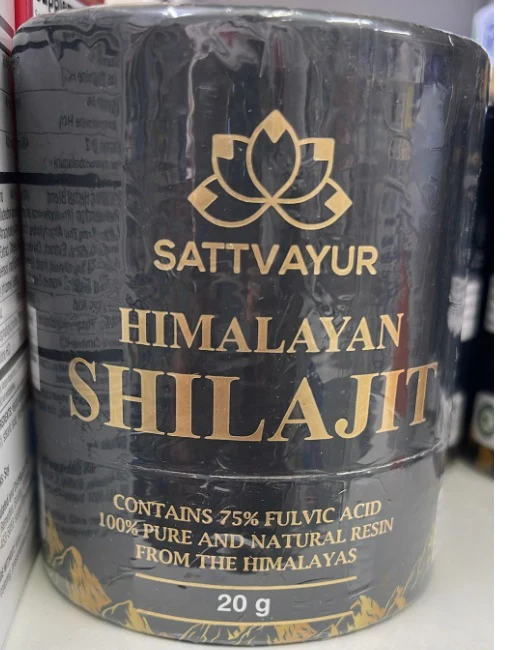 SATTVAYUR
HIMALAYAN
SHILAJIT
CONTAINS 75% FULVIC ACID
100% PURE AND NATURAL RESIN
FROM THE HIMALAYAS
20 g